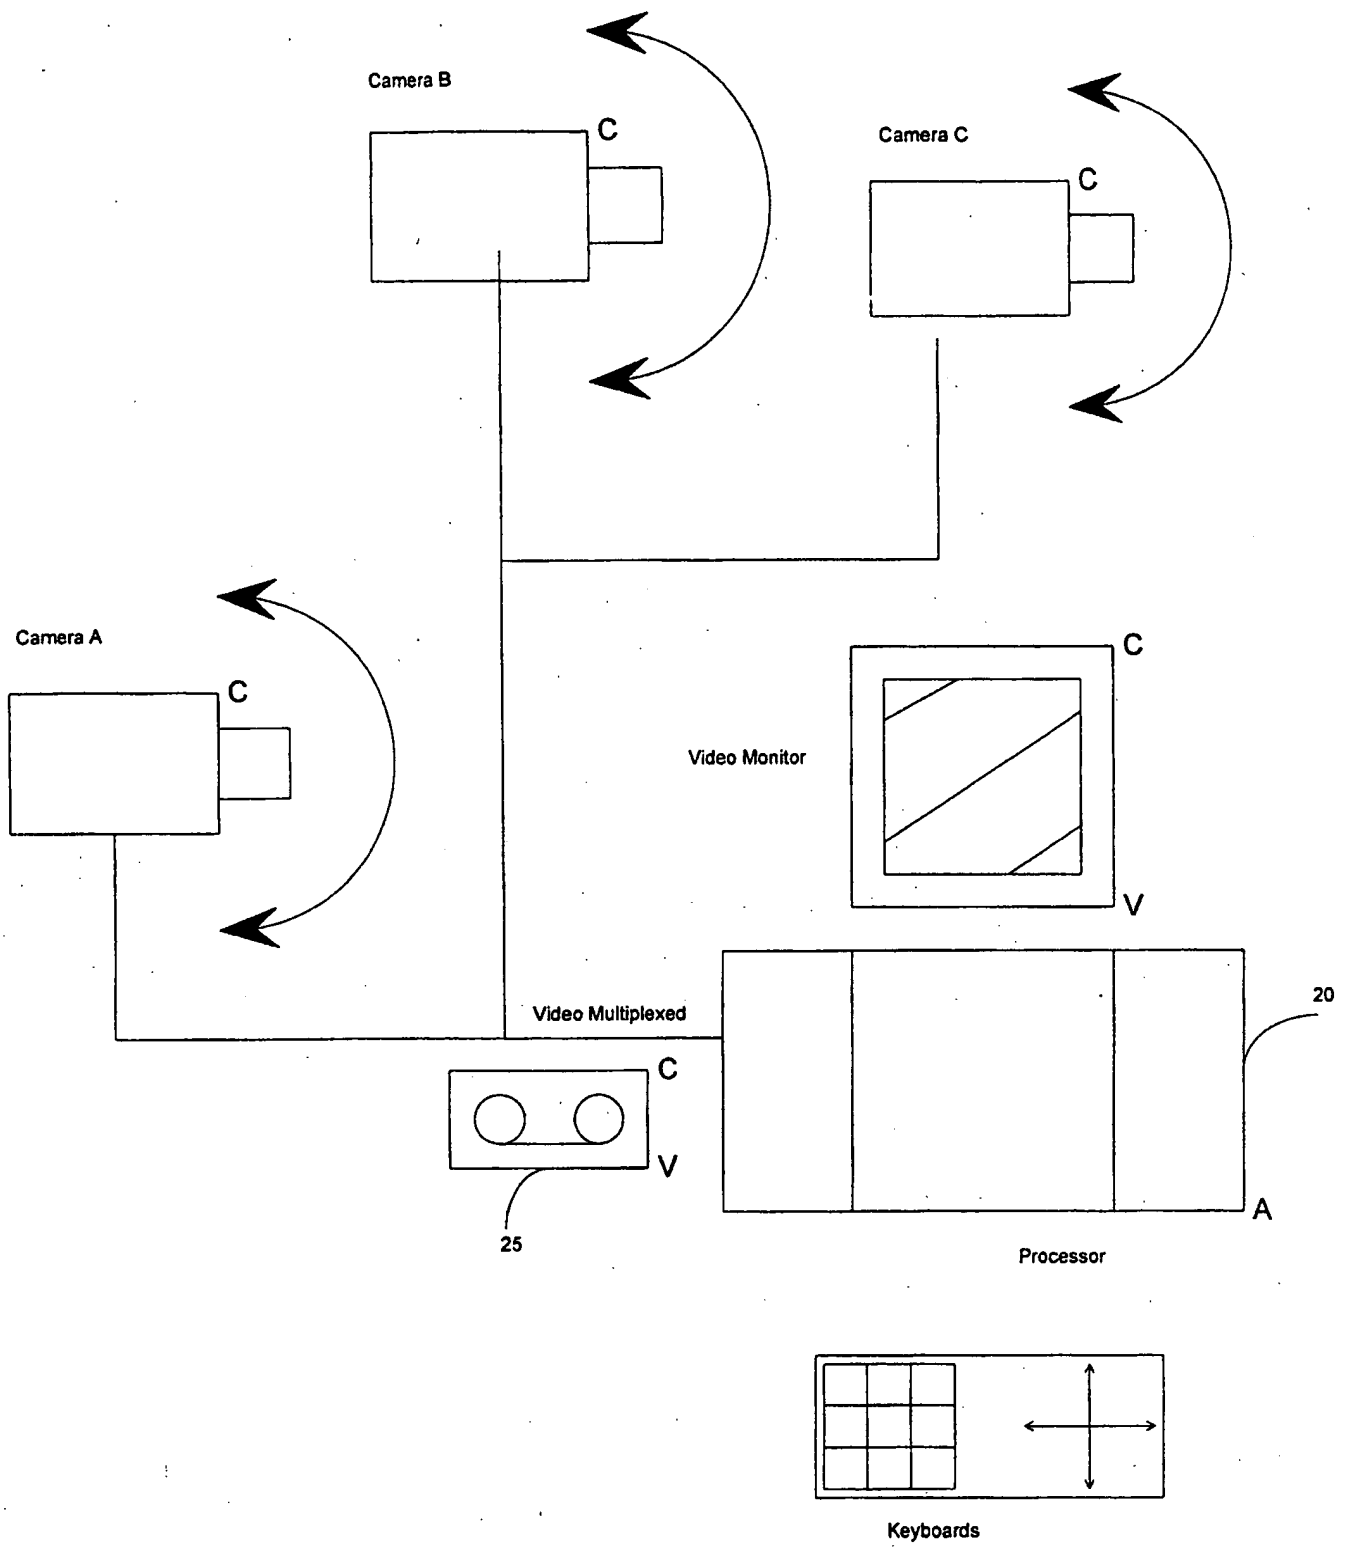 Camera B
C
Camera C
C
Camera A
C
C
Video Monitor
V
20
Video Multiplexed
C
V
25
A
Processor
Keyboards